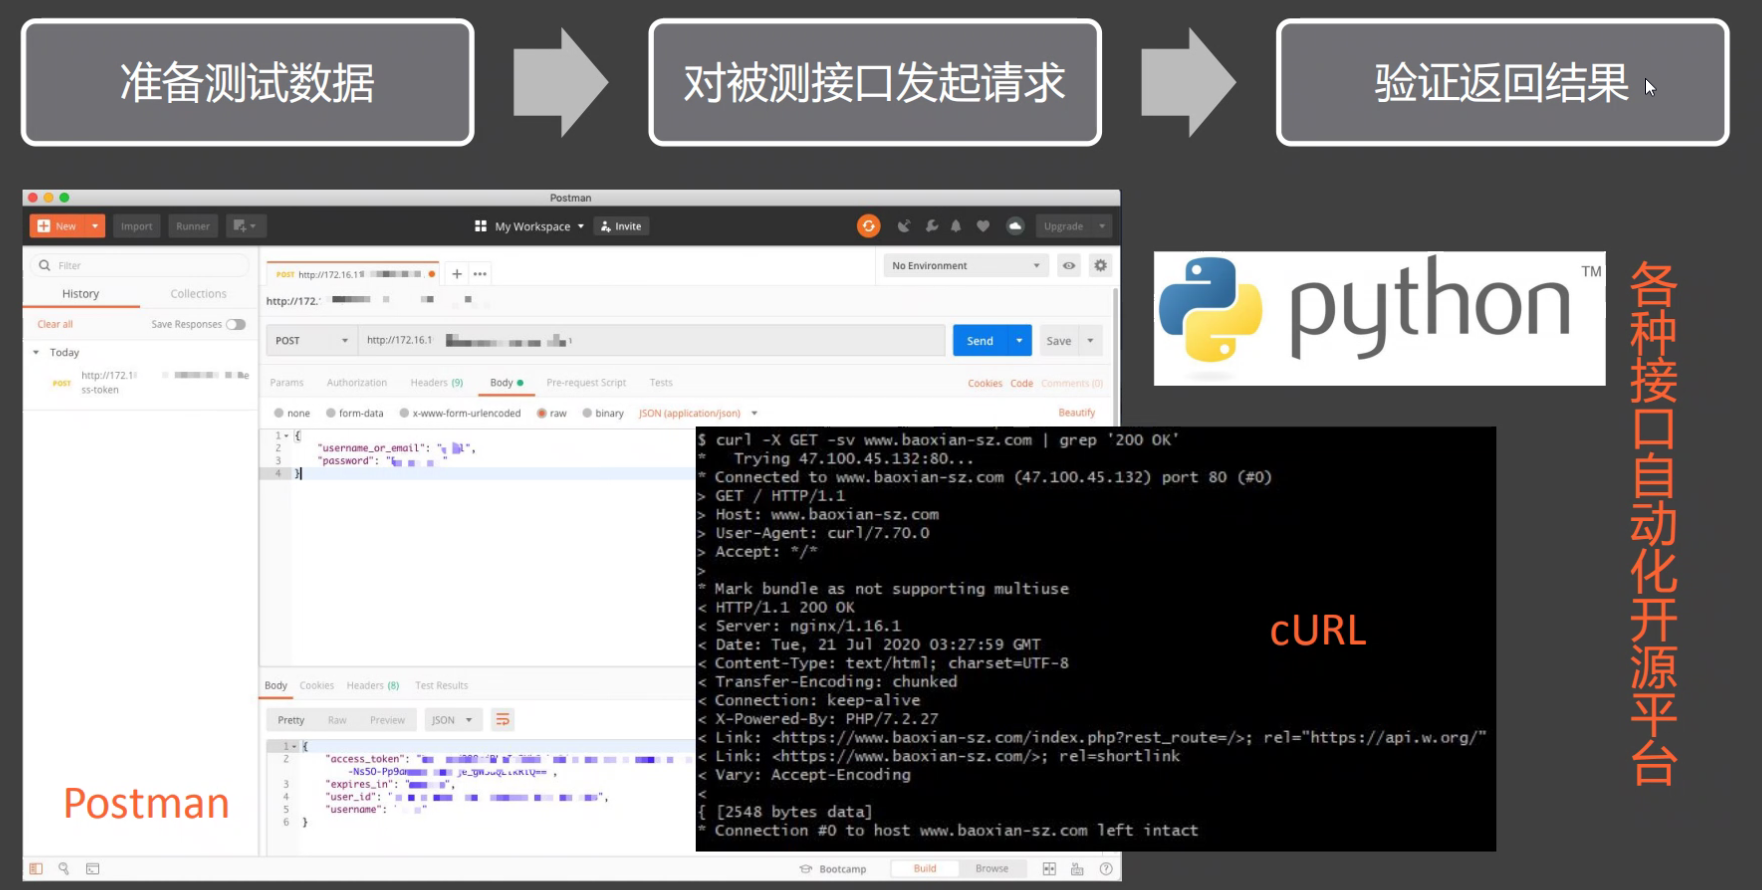 准备测试数据
对被测接口发起请求
验证返回结果
Postman
New
Import
Runner
My Workspace
Invite
Upgrade
Filter
History
Collections
Clear all
Save Responses
Today
POST
http://172.1
ss-token
POST http://172.16.1
No Environment
http://172.
POST
http://172.16.1
Send
Save
Params
Authorization
Headers (9)
Body
Pre-request Script
Tests
Cookies
Code
Comments (0)
none
form-data
x-www-form-urlencoded
raw
binary
JSON (application/json)
Beautify
1 {
2 "username_or_email": "
3 "password": "
4 }
Body
Cookies
Headers (8)
Test Results
Pretty
Raw
Preview
JSON
1 {
2 "access_token": "
3 "expires_in": "
4 "user_id": "
5 "username": "
6 }
Postman
Bootcamp
Build
Browse
$ curl -X GET -sv www.baoxian-sz.com | grep '200 OK'
* Trying 47.100.45.132:80...
* Connected to www.baoxian-sz.com (47.100.45.132) port 80 (#0)
> GET / HTTP/1.1
> Host: www.baoxian-sz.com
> User-Agent: curl/7.70.0
> Accept: */*
>
* Mark bundle as not supporting multiuse
< HTTP/1.1 200 OK
< Server: nginx/1.16.1
< Date: Tue, 21 Jul 2020 03:27:59 GMT
< Content-Type: text/html; charset=UTF-8
< Transfer-Encoding: chunked
< Connection: keep-alive
< X-Powered-By: PHP/7.2.27
< Link: <https://www.baoxian-sz.com/index.php?rest_route=/>; rel="https://api.w.org/"
< Link: <https://www.baoxian-sz.com/>; rel=shortlink
< Vary: Accept-Encoding
<
{ [2548 bytes data]
* Connection #0 to host www.baoxian-sz.com left intact
cURL
python TM
各种接口自动化开源平台